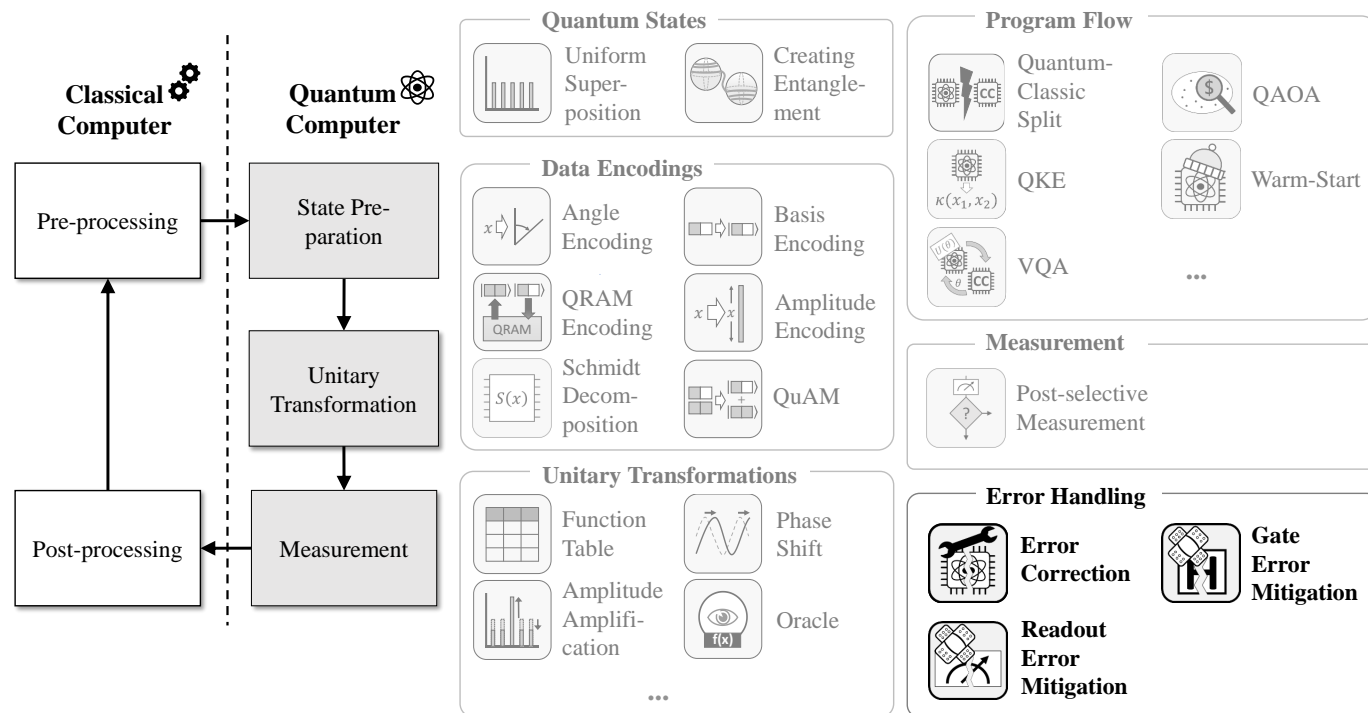 Classical
Computer
Quantum
Computer
Pre-processing
State Pre-
paration
Unitary
Transformation
Post-processing
Measurement
Quantum States
Uniform
Super-
position
Creating
Entangle-
ment
Data Encodings
x
Angle
Encoding
Basis
Encoding
QRAM
QRAM
Encoding
x x
Amplitude
Encoding
S(x)
Schmidt
Decom-
position
+
QuAM
Unitary Transformations
Function
Table
Phase
Shift
Amplitude
Amplifi-
cation
f(x)
Oracle
...
Program Flow
CC
Quantum-
Classic
Split
$
QAOA
κ(x₁, x₂)
QKE
Warm-Start
U(θ)
θ
CC
VQA
...
Measurement
?
Post-selective
Measurement
Error Handling
Error
Correction
H
Gate
Error
Mitigation
Readout
Error
Mitigation